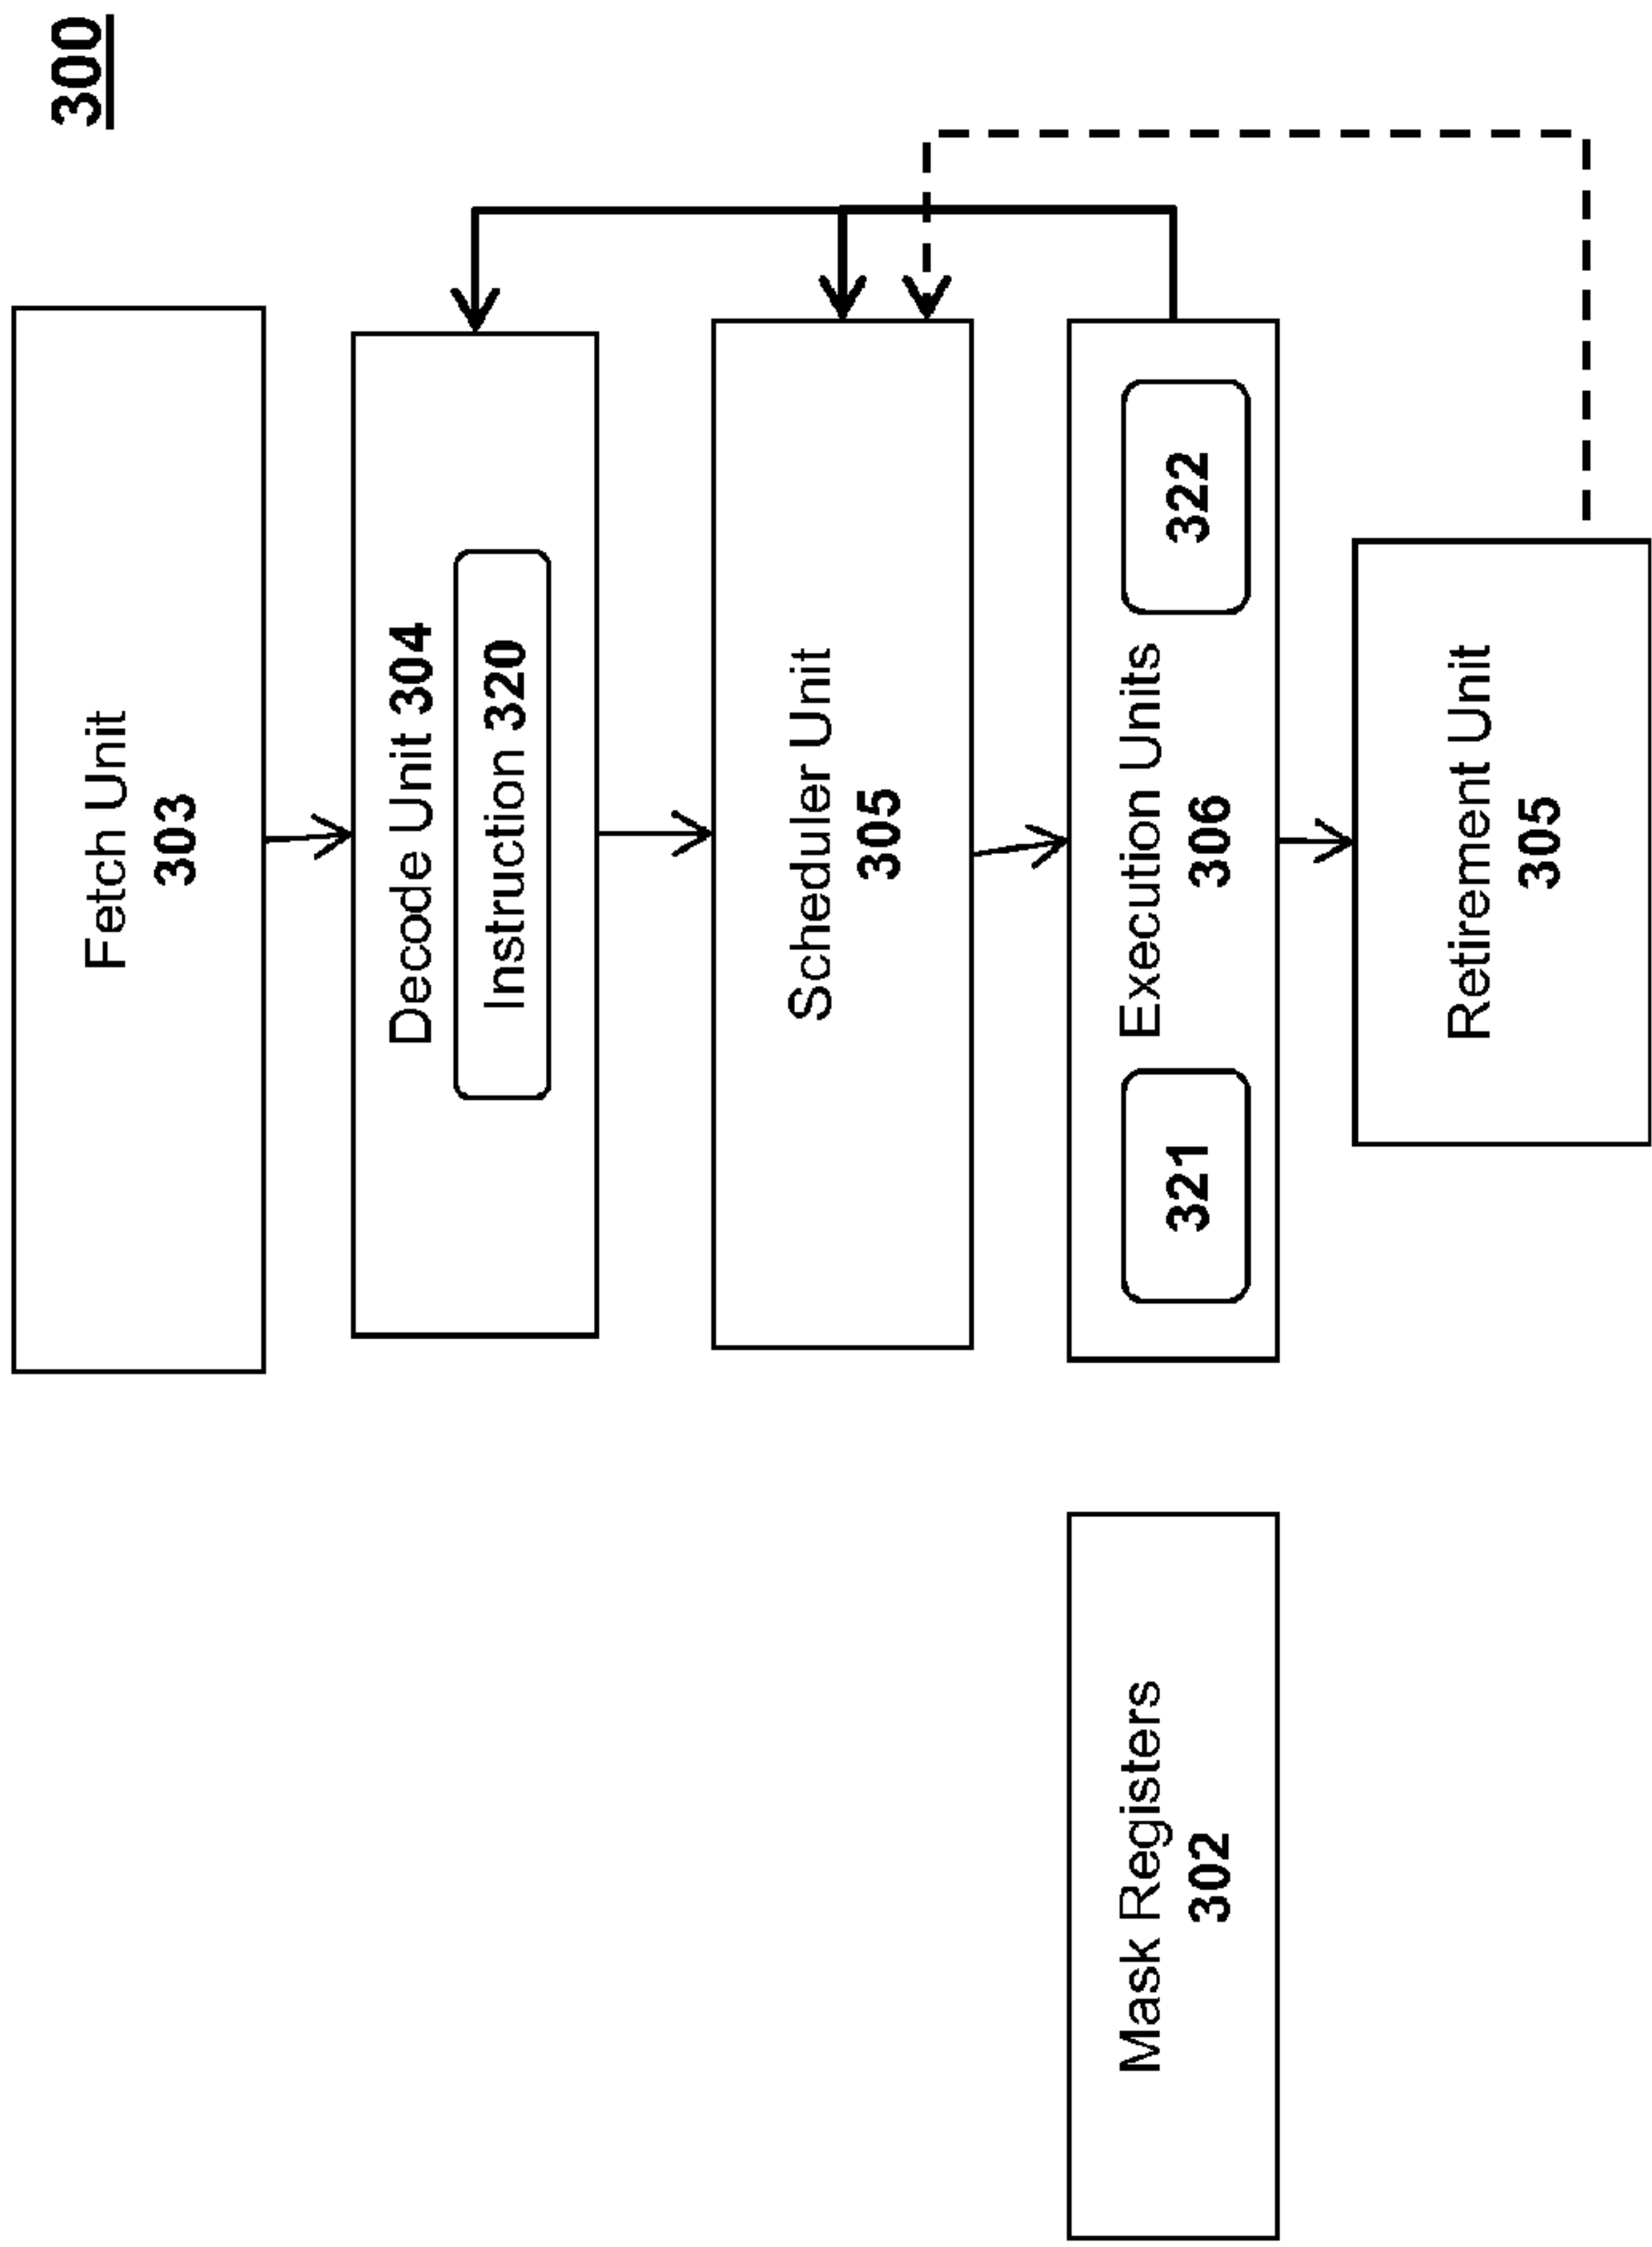 300
Fetch Unit
303
Decode Unit 304
Instruction 320
Scheduler Unit
305
Mask Registers
302
321
Execution Units
306
322
Retirement Unit
305